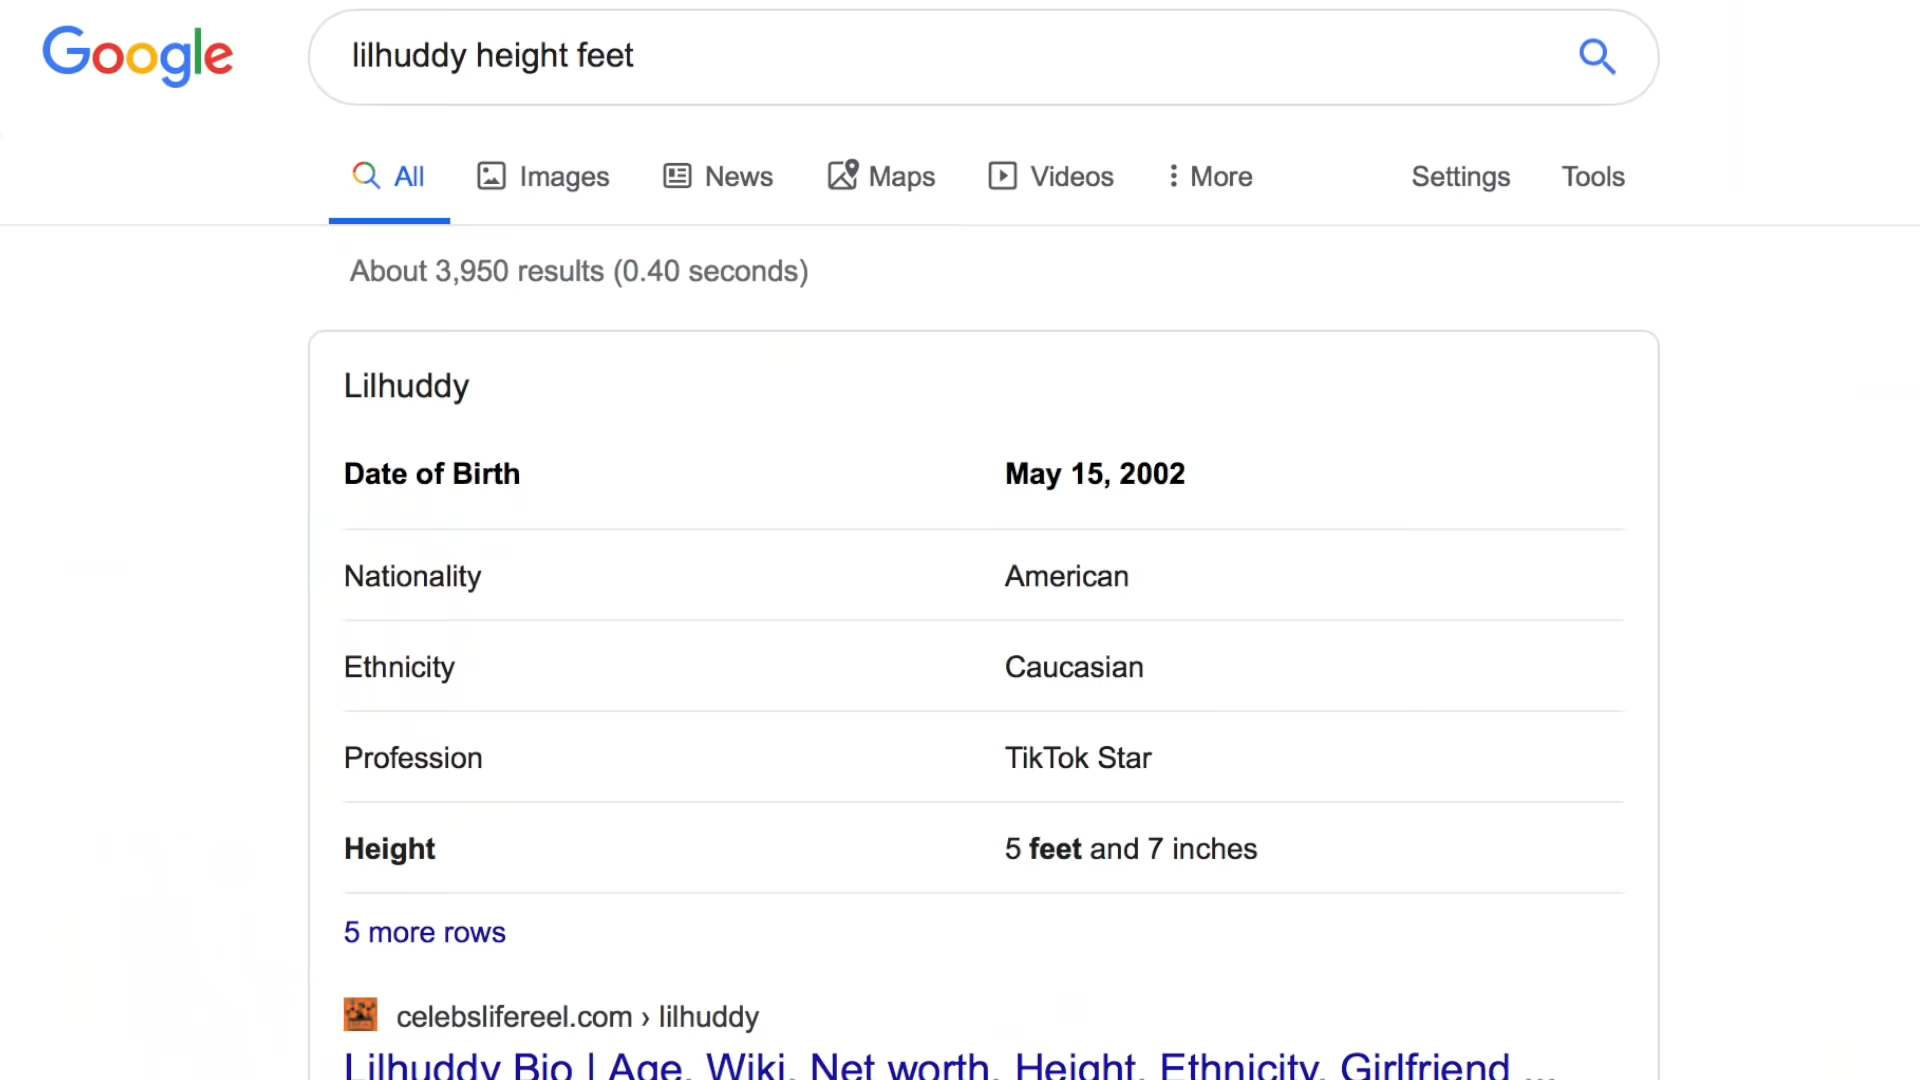 Google
lilhuddy height feet
All Images News Maps Videos More Settings Tools
About 3,950 results (0.40 seconds)
Lilhuddy
Date of Birth May 15, 2002
Nationality American
Ethnicity Caucasian
Profession TikTok Star
Height 5 feet and 7 inches
5 more rows
celebslifereel.com › lilhuddy
Lilhuddy Bio | Age, Wiki, Net worth, Height, Ethnicity, Girlfriend ...